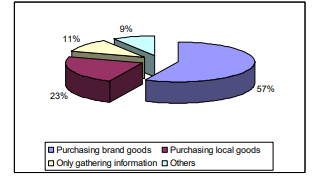 9%
11%
23%
57%
Purchasing brand goods Purchasing local goods
Only gathering information Others